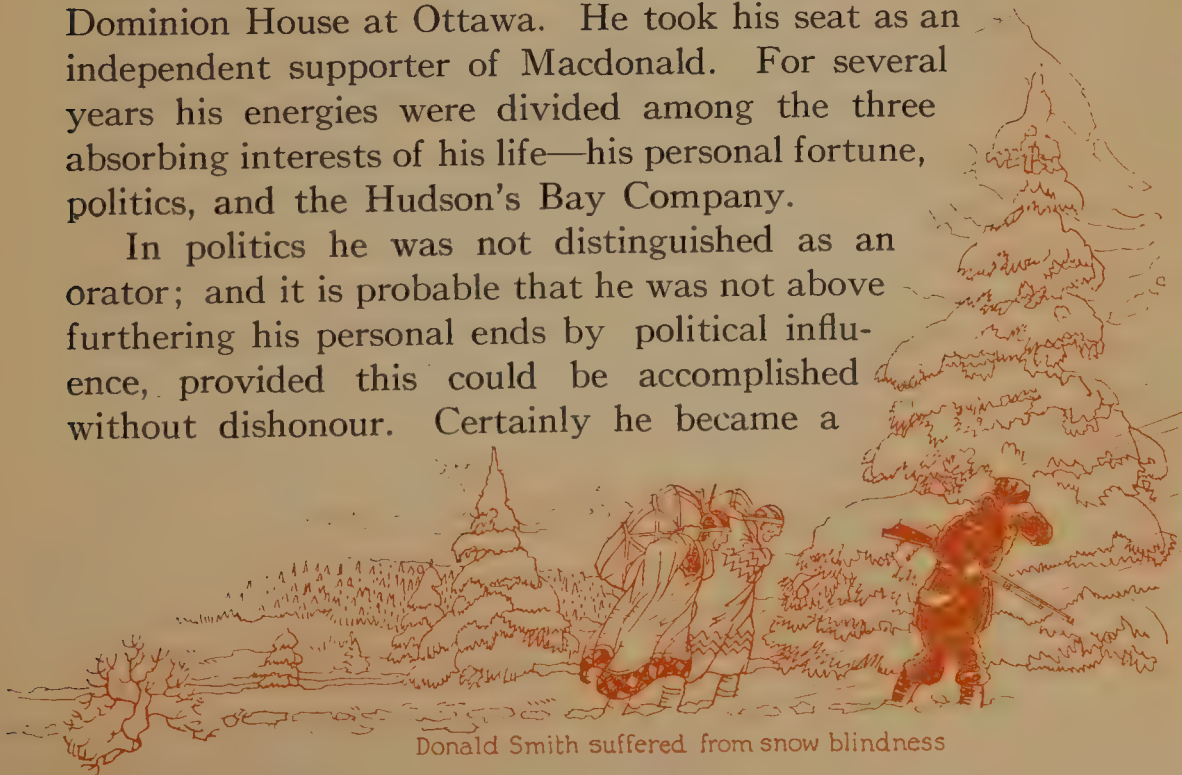 Dominion House at Ottawa. He took his seat as an
independent supporter of Macdonald. For several
years his energies were divided among the three
absorbing interests of his life—his personal fortune,
politics, and the Hudson's Bay Company.
In politics he was not distinguished as an
orator; and it is probable that he was not above
furthering his personal ends by political influ-
ence, provided this could be accomplished
without dishonour. Certainly he became a
Donald Smith suffered from snow blindness